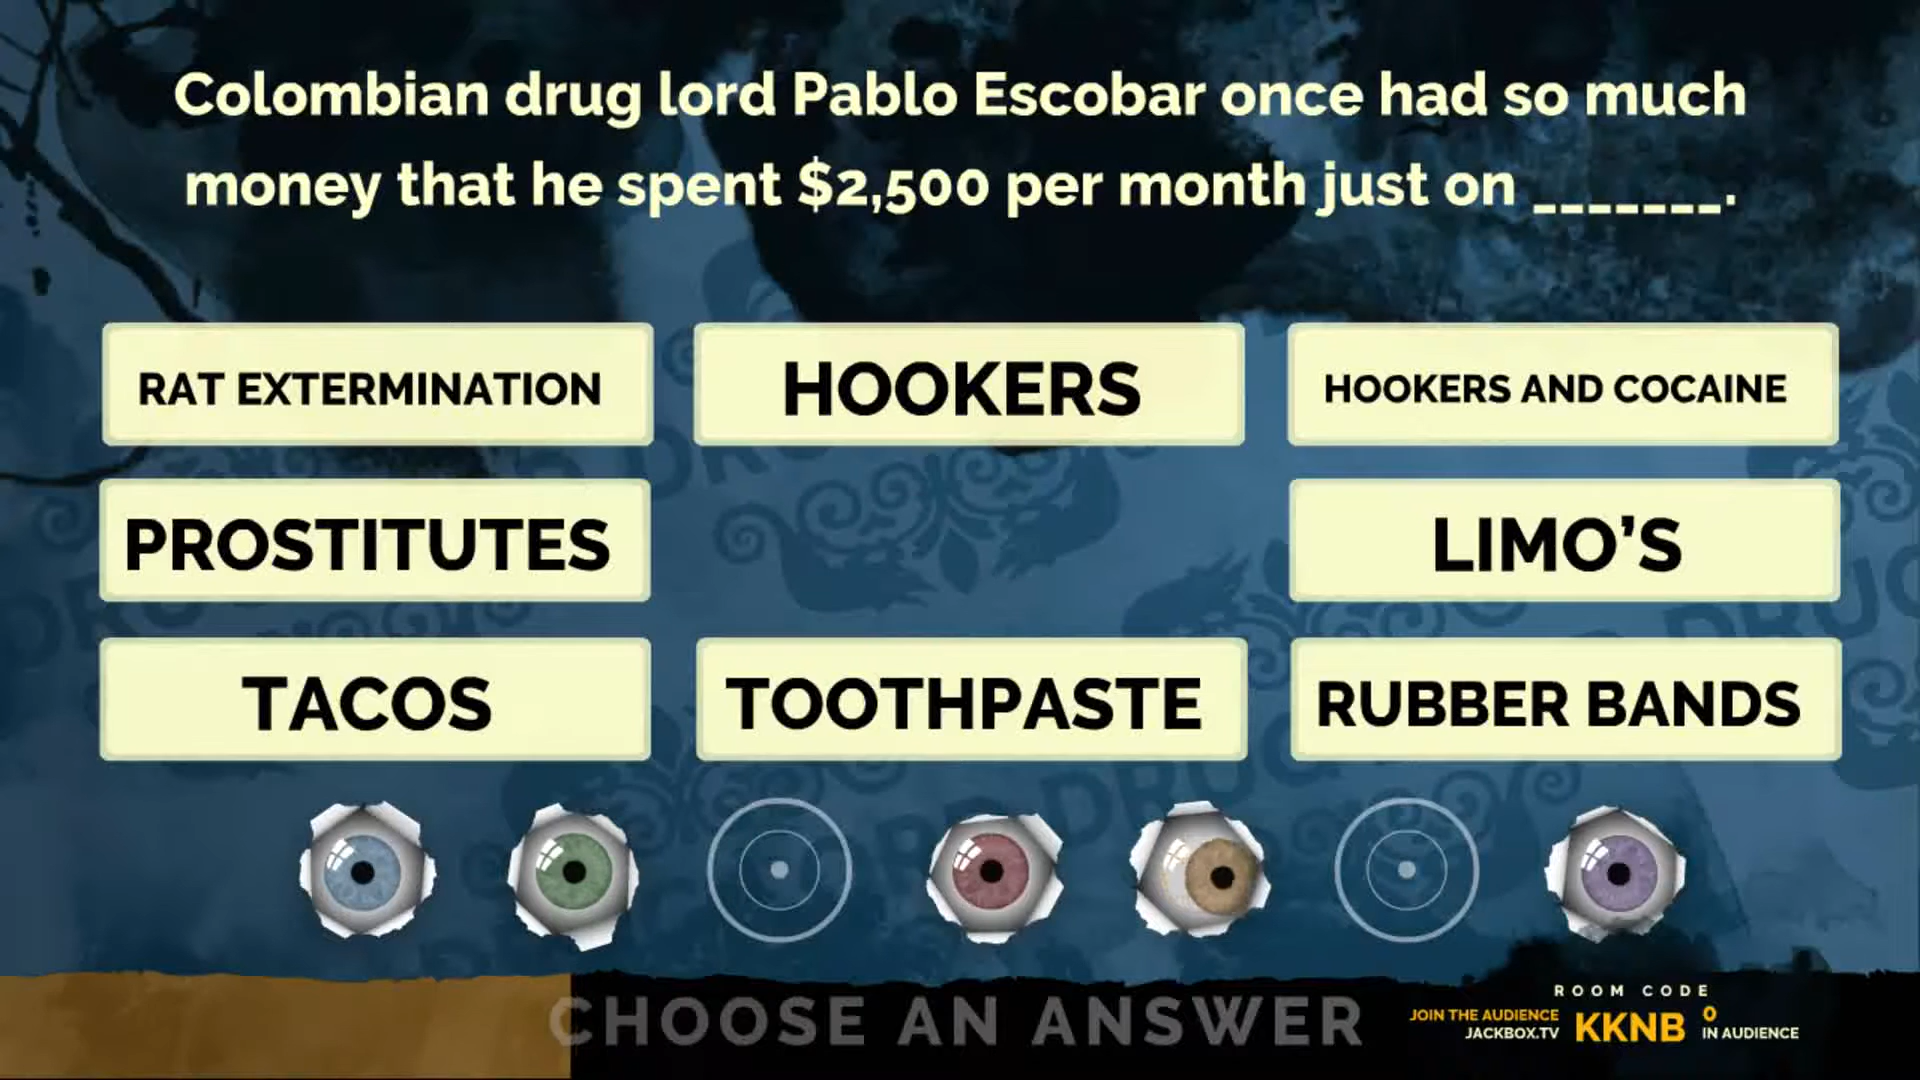 Colombian drug lord Pablo Escobar once had so much
money that he spent $2,500 per month just on _______.
RAT EXTERMINATION
HOOKERS
HOOKERS AND COCAINE
PROSTITUTES
LIMO'S
TACOS
TOOTHPASTE
RUBBER BANDS
CHOOSE AN ANSWER
ROOM CODE
JOIN THE AUDIENCE
JACKBOX.TV
KKNB
0
IN AUDIENCE